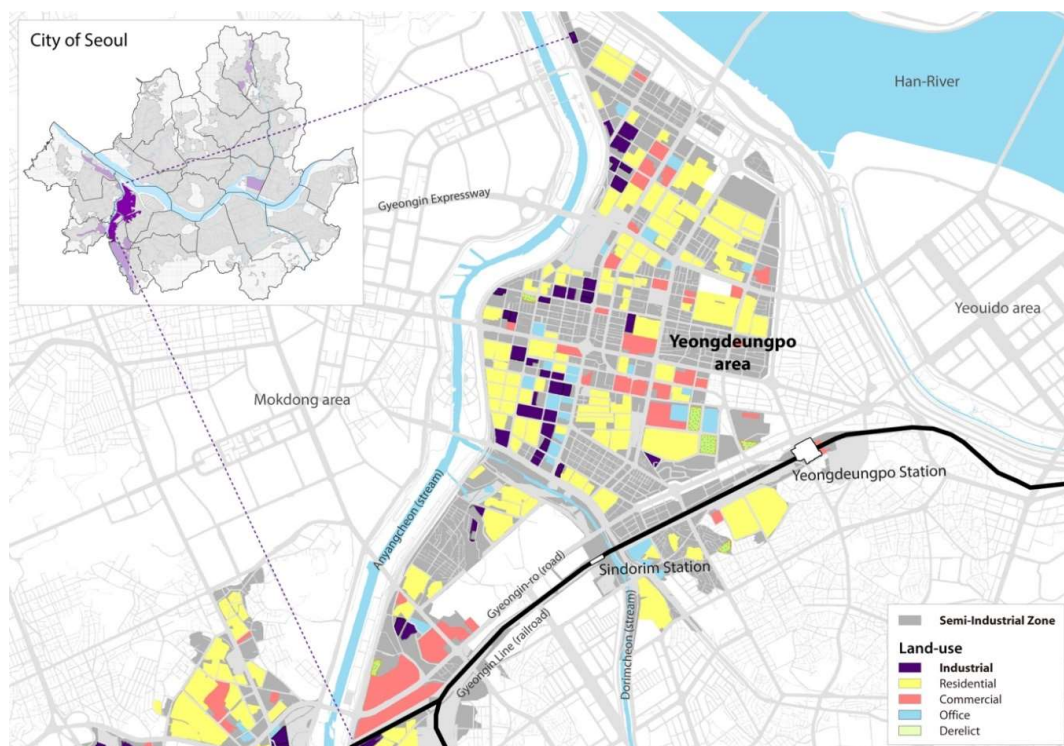 City of Seoul
Han-River
Gyeongin Expressway
Yeouido area
Yeongdeungpo
area
Mokdong area
Yeongdeungpo Station
Anyangcheon (stream)
Sindorim Station
Gyeongin-ro (road)
Gyeongin Line (railroad)
Dorimcheon (stream)
Semi-Industrial Zone
Land-use
Industrial
Residential
Commercial
Office
Derelict